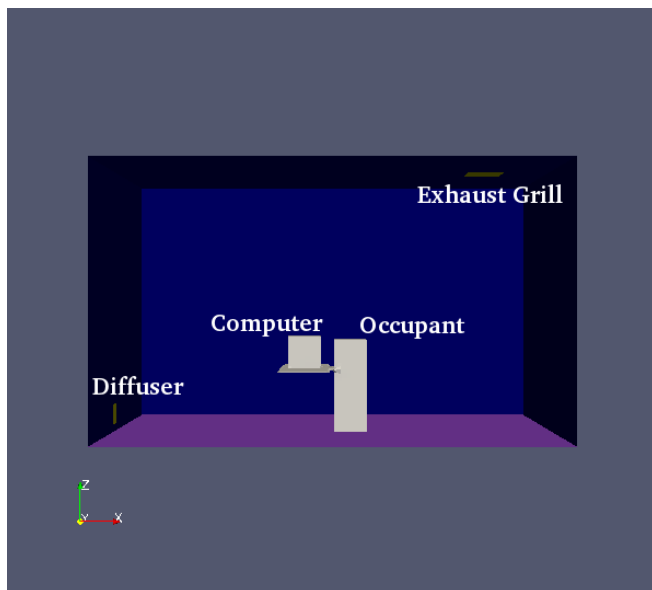 Exhaust Grill
Computer
Occupant
Diffuser
Z
Y
X